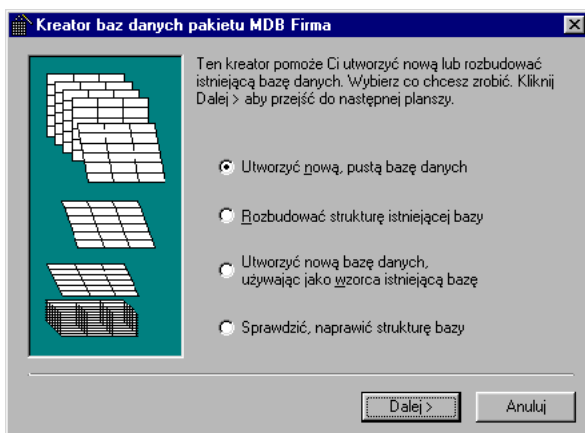 Kreator baz danych pakietu MDB Firma
Ten kreator pomoże Ci utworzyć nową lub rozbudować
istniejącą bazę danych. Wybierz co chcesz zrobić. Kliknij
Dalej > aby przejść do następnej planszy.
Utworzyć nową, pustą bazę danych
Rozbudować strukturę istniejącej bazy
Utworzyć nową bazę danych,
używając jako wzorca istniejącą bazę
Sprawdzić, naprawić strukturę bazy
Dalej >
Anuluj